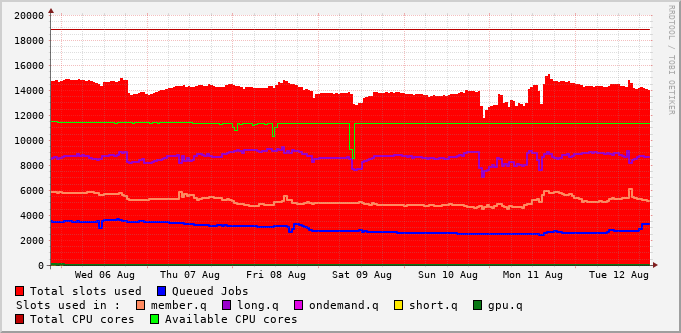 20000
18000
16000
14000
12000
10000
8000
6000
4000
2000
0
Wed 06 Aug Thu 07 Aug Fri 08 Aug Sat 09 Aug Sun 10 Aug Mon 11 Aug Tue 12 Aug
Total slots used Queued Jobs
Slots used in : member.q long.q ondemand.q short.q gpu.q
Total CPU cores Available CPU cores
RRDTOOL / TOBI OETIKER